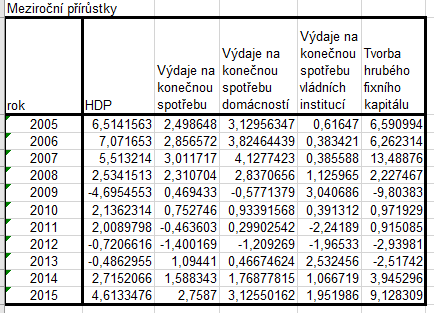 Meziroční přírůstky
rok HDP Výdaje na konečnou spotřebu Výdaje na konečnou spotřebu domácností Výdaje na konečnou spotřebu vládních institucí Tvorba hrubého fixního kapitálu
2005 6,5141563 2,498648 3,12956347 0,61647 6,590994
2006 7,071653 2,856572 3,82464439 0,383421 6,262314
2007 5,513214 3,011717 4,1277423 0,385588 13,48876
2008 2,5341513 2,310704 2,8370656 1,125965 2,227467
2009 -4,6954553 0,469433 -0,5771379 3,040686 -9,80383
2010 2,1362314 0,752746 0,93391568 0,391312 0,971929
2011 2,0089798 -0,463603 0,29902542 -2,24189 0,915085
2012 -0,7206616 -1,400169 -1,209269 -1,96533 -2,93981
2013 -0,4862955 1,09441 0,46674624 2,532456 -2,51742
2014 2,7152066 1,588343 1,76877815 1,066719 3,945296
2015 4,6133476 2,7587 3,12550162 1,951986 9,128309